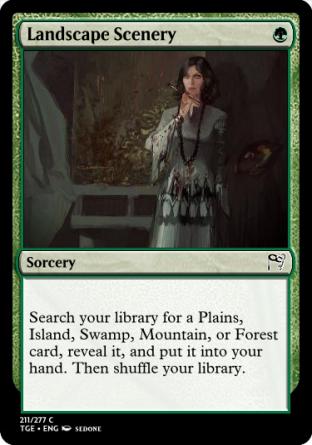 Landscape Scenery
Sorcery
Search your library for a Plains,
Island, Swamp, Mountain, or Forest
card, reveal it, and put it into your
hand. Then shuffle your library.
211/277 C
TGE • ENG SEDONE